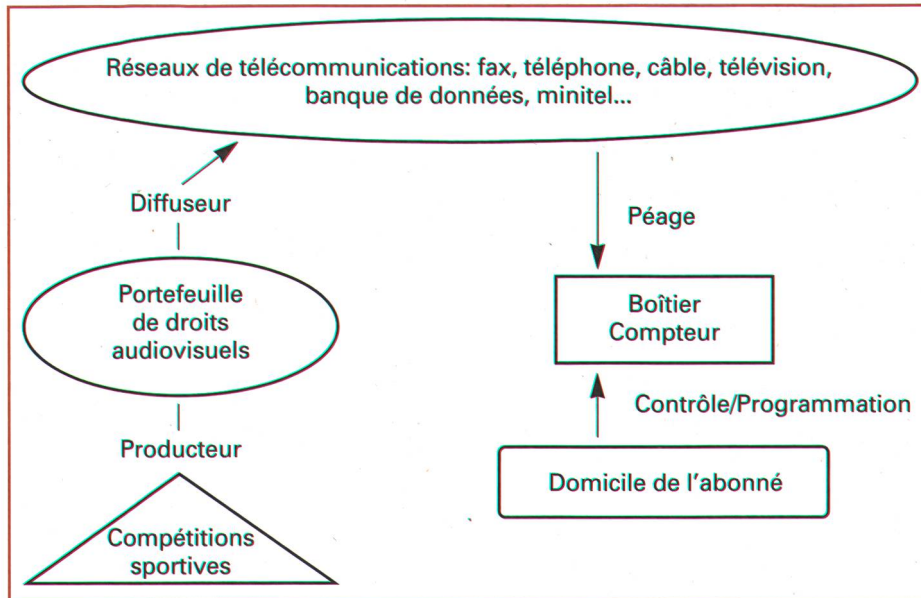 Réseaux de télécommunications: fax, téléphone, câble, télévision,
banque de données, minitel...
Diffuseur
Péage
Portefeuille
de droits
audiovisuels
Boîtier
Compteur
Contrôle/Programmation
Producteur
Domicile de l'abonné
Compétitions
sportives